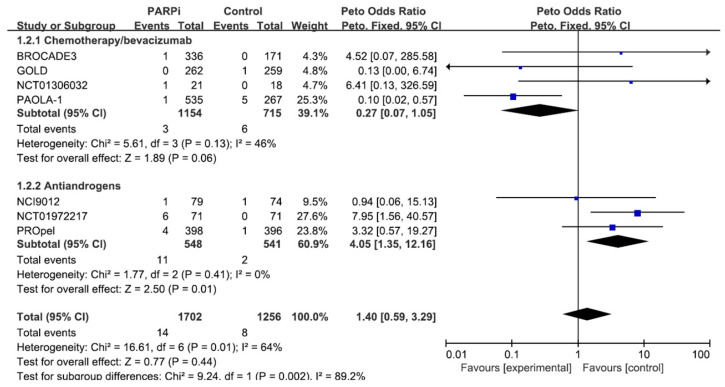 PARPi Control Peto Odds Ratio Peto Odds Ratio
Study or Subgroup Events Total Events Total Weight Peto. Fixed. 95% CI Peto. Fixed. 95% CI
1.2.1 Chemotherapy/bevacizumab
BROCADE3 1 336 0 171 4.3% 4.52 [0.07, 285.58]
GOLD 0 262 1 259 4.8% 0.13 [0.00, 6.74]
NCT01306032 1 21 0 18 4.8% 6.41 [0.13, 326.59]
PAOLA-1 1 535 5 267 25.3% 0.10 [0.02, 0.57]
Subtotal (95% CI) 1154 715 39.1% 0.27 [0.07, 1.05]
Total events 3 6
Heterogeneity: Chi² = 5.61, df = 3 (P = 0.13); I² = 46%
Test for overall effect: Z = 1.89 (P = 0.06)
1.2.2 Antiandrogens
NCI9012 1 79 1 74 9.5% 0.94 [0.06, 15.13]
NCT01972217 6 71 0 71 27.6% 7.95 [1.56, 40.57]
PROpel 4 398 1 396 23.8% 3.32 [0.57, 19.27]
Subtotal (95% CI) 548 541 60.9% 4.05 [1.35, 12.16]
Total events 11 2
Heterogeneity: Chi² = 1.77, df = 2 (P = 0.41); I² = 0%
Test for overall effect: Z = 2.50 (P = 0.01)
Total (95% CI) 1702 1256 100.0% 1.40 [0.59, 3.29]
Total events 14 8
Heterogeneity: Chi² = 16.61, df = 6 (P = 0.01); I² = 64%
Test for overall effect: Z = 0.77 (P = 0.44)
Test for subgroup differences: Chi² = 9.24, df = 1 (P = 0.002), I² = 89.2%
0.01 0.1 1 10 100
Favours [experimental] Favours [control]